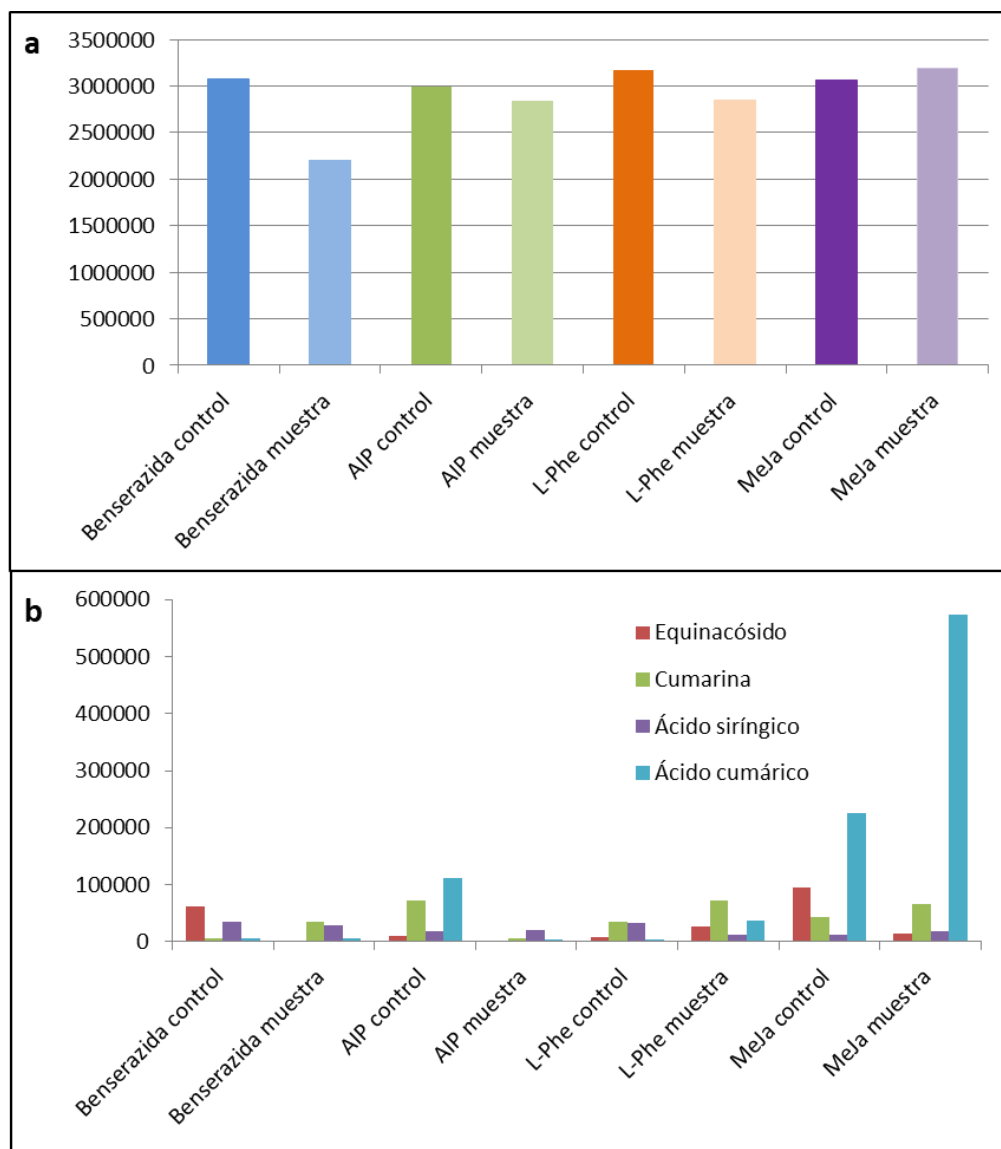 a
3500000
3000000
2500000
2000000
1500000
1000000
500000
0
Benserazida control
Benserazida muestra
AIP control
AIP muestra
L-Phe control
L-Phe muestra
MeJa control
MeJa muestra
b
600000
500000
400000
300000
200000
100000
0
Equinacósido
Cumarina
Ácido siríngico
Ácido cumárico
Benserazida control
Benserazida muestra
AIP control
AIP muestra
L-Phe control
L-Phe muestra
MeJa control
MeJa muestra